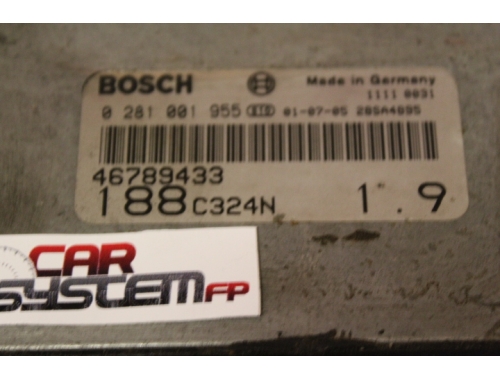 BOSCH Made in Germany
1111 0031
0 281 001 955 01-07-05 28SA4895
46789433
188 C324N 1.9
CAR
SYSTEM FP